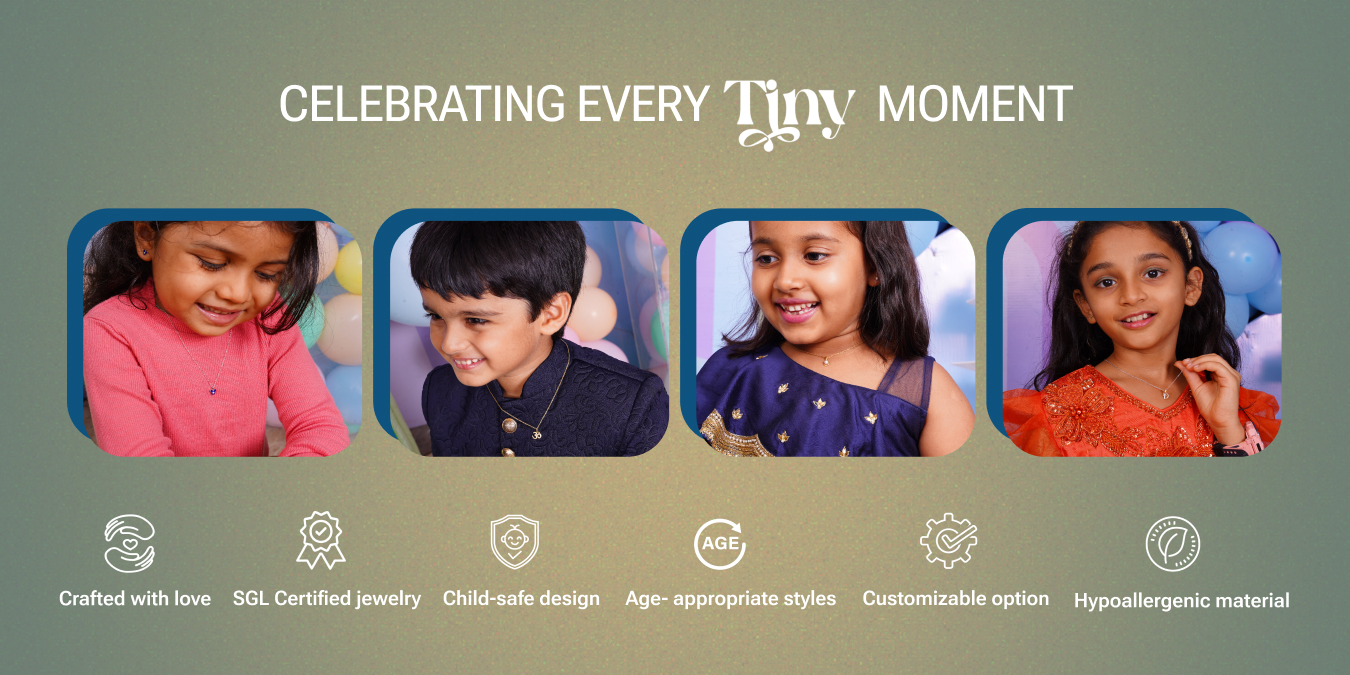 CELEBRATING EVERY Tiny MOMENT
ॐ
AGE
Crafted with love
SGL Certified jewelry
Child-safe design
Age- appropriate styles
Customizable option
Hypoallergenic material